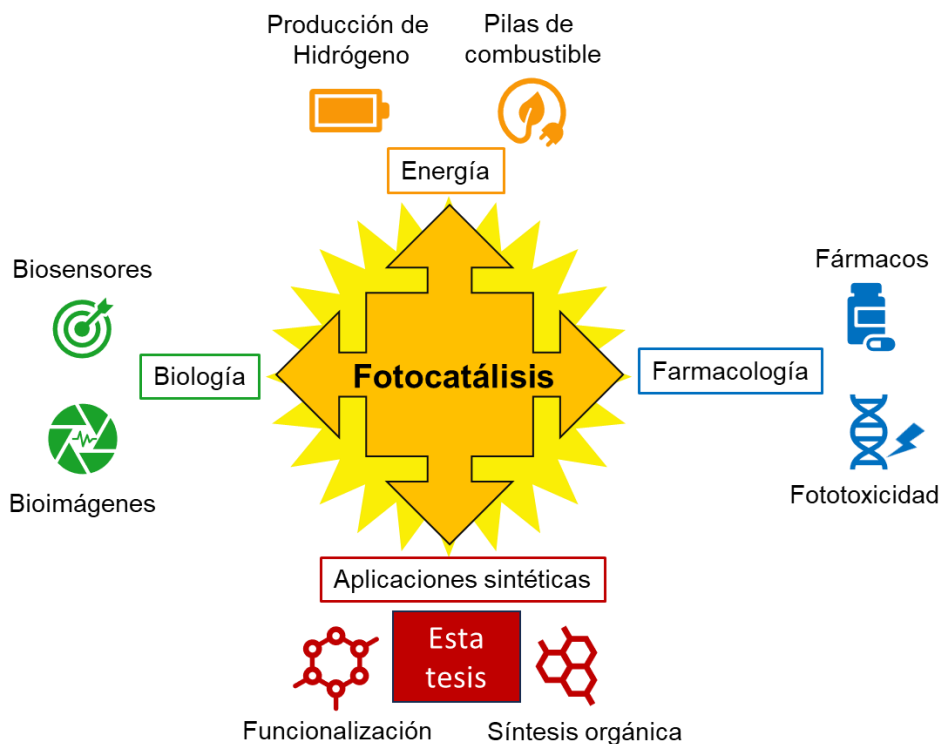 Producción de
Hidrógeno
Pilas de
combustible
Energía
Biosensores
Fármacos
Biología
Fotocatálisis
Farmacología
Bioimágenes
Fototoxicidad
Aplicaciones sintéticas
Esta
tesis
Funcionalización
Síntesis orgánica